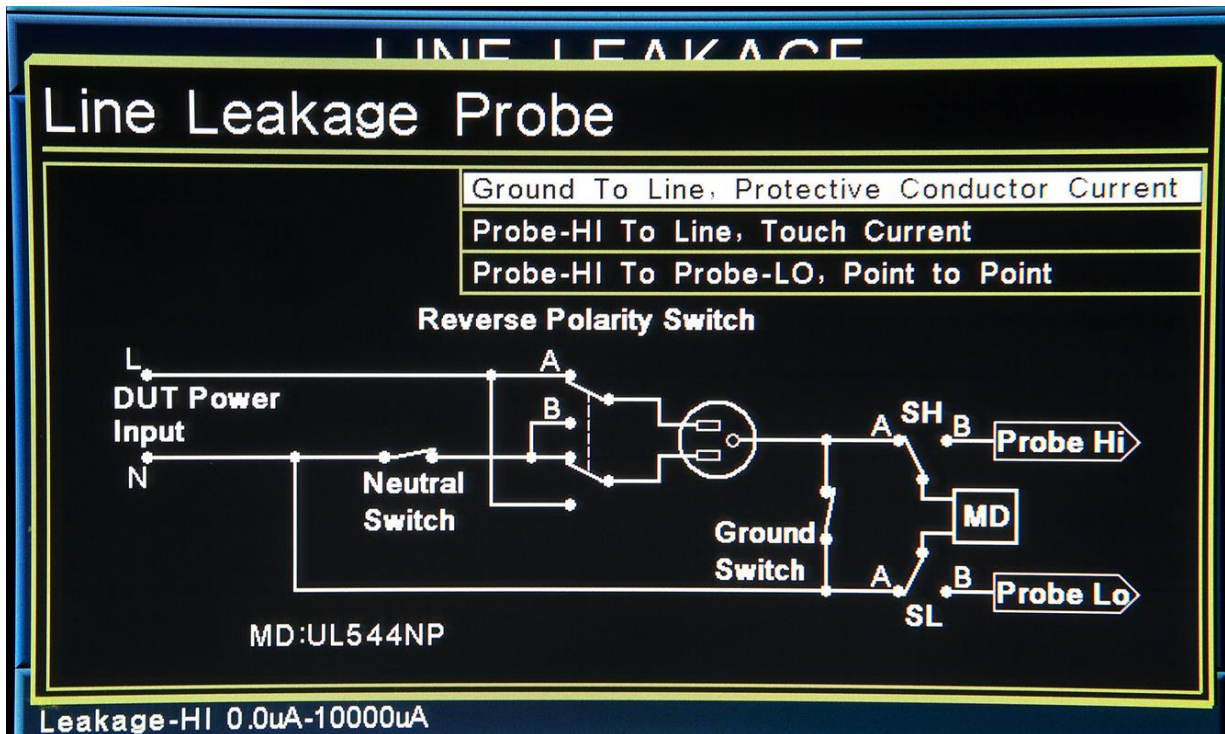 LINE LEAKAGE
Line Leakage Probe
Ground To Line, Protective Conductor Current
Probe-HI To Line, Touch Current
Probe-HI To Probe-LO, Point to Point
Reverse Polarity Switch
L
A
DUT Power
Input
B
N
Neutral
Switch
A
SH
B
Probe Hi
Ground
Switch
MD
A
B
Probe Lo
SL
MD:UL544NP
Leakage-HI 0.0uA-10000uA